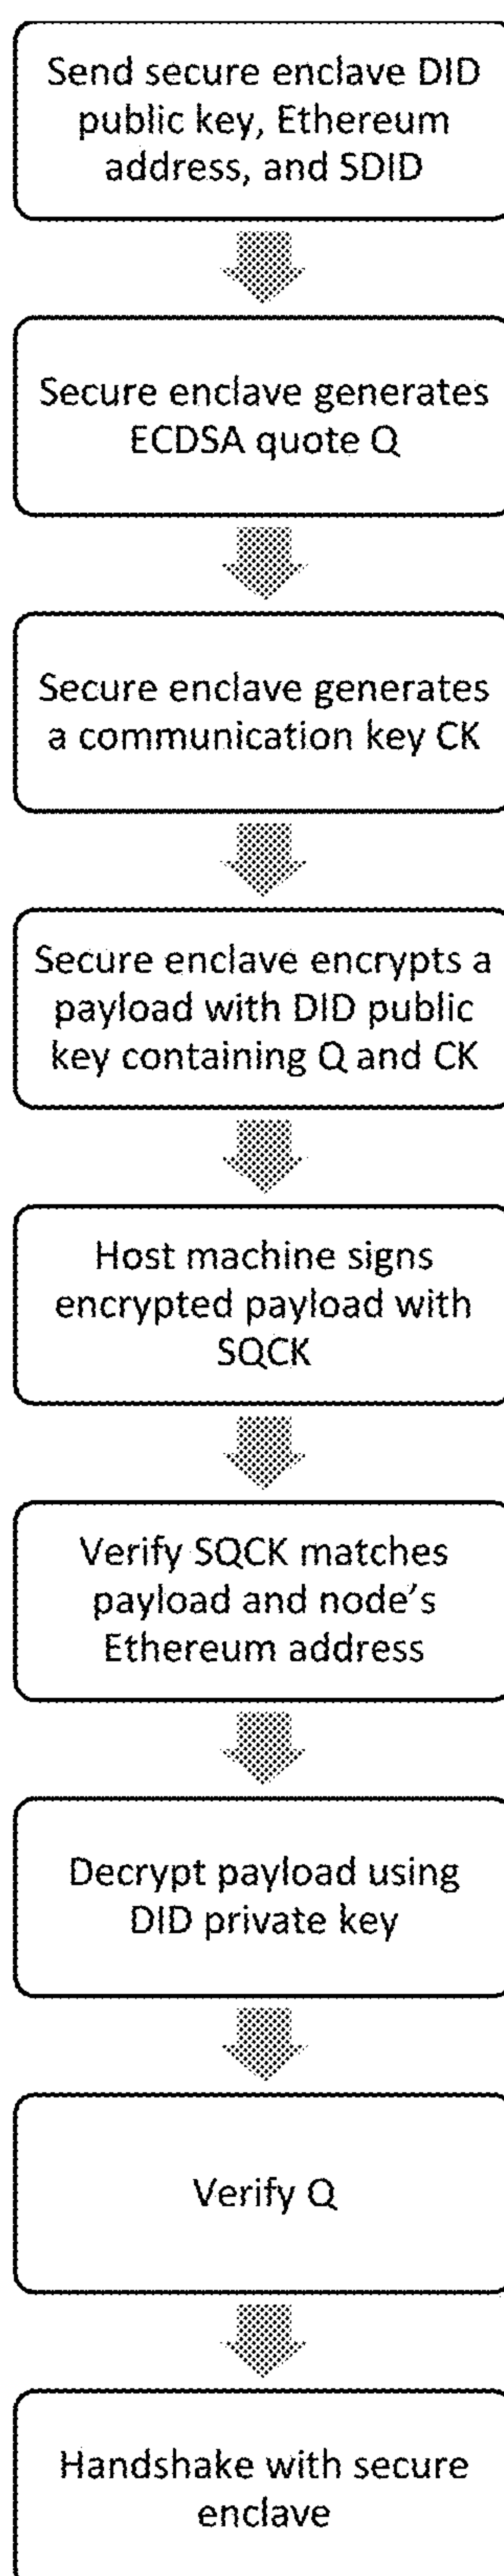 Send secure enclave DID
public key, Ethereum
address, and SDID
Secure enclave generates
ECDSA quote Q
Secure enclave generates
a communication key CK
Secure enclave encrypts a
payload with DID public
key containing Q and CK
Host machine signs
encrypted payload with
SQCK
Verify SQCK matches
payload and node's
Ethereum address
Decrypt payload using
DID private key
Verify Q
Handshake with secure
enclave